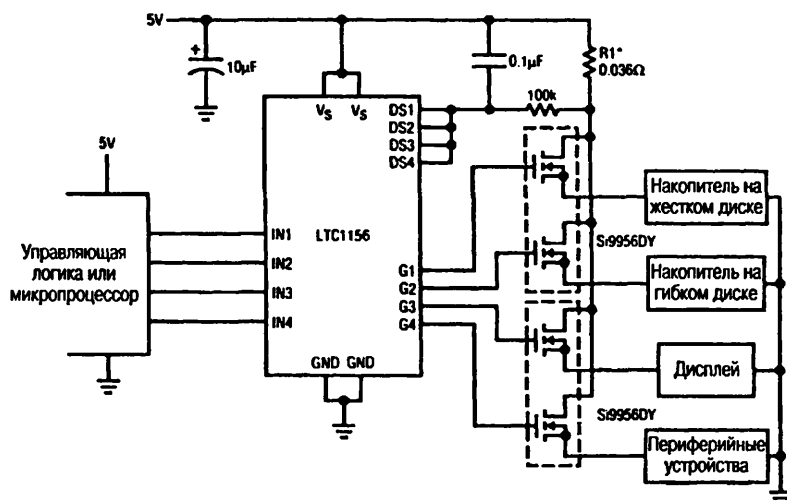 5V
10µF
0.1µF
R1*
0.036Ω
100k
VS VS
DS1
DS2
DS3
DS4
5V
Управляющая
логика или
микропроцессор
IN1
IN2
IN3
IN4
LTC1156
G1
G2
G3
G4
GND GND
Si9956DY
Si9956DY
Накопитель на
жестком диске
Накопитель на
гибком диске
Дисплей
Периферийные
устройства